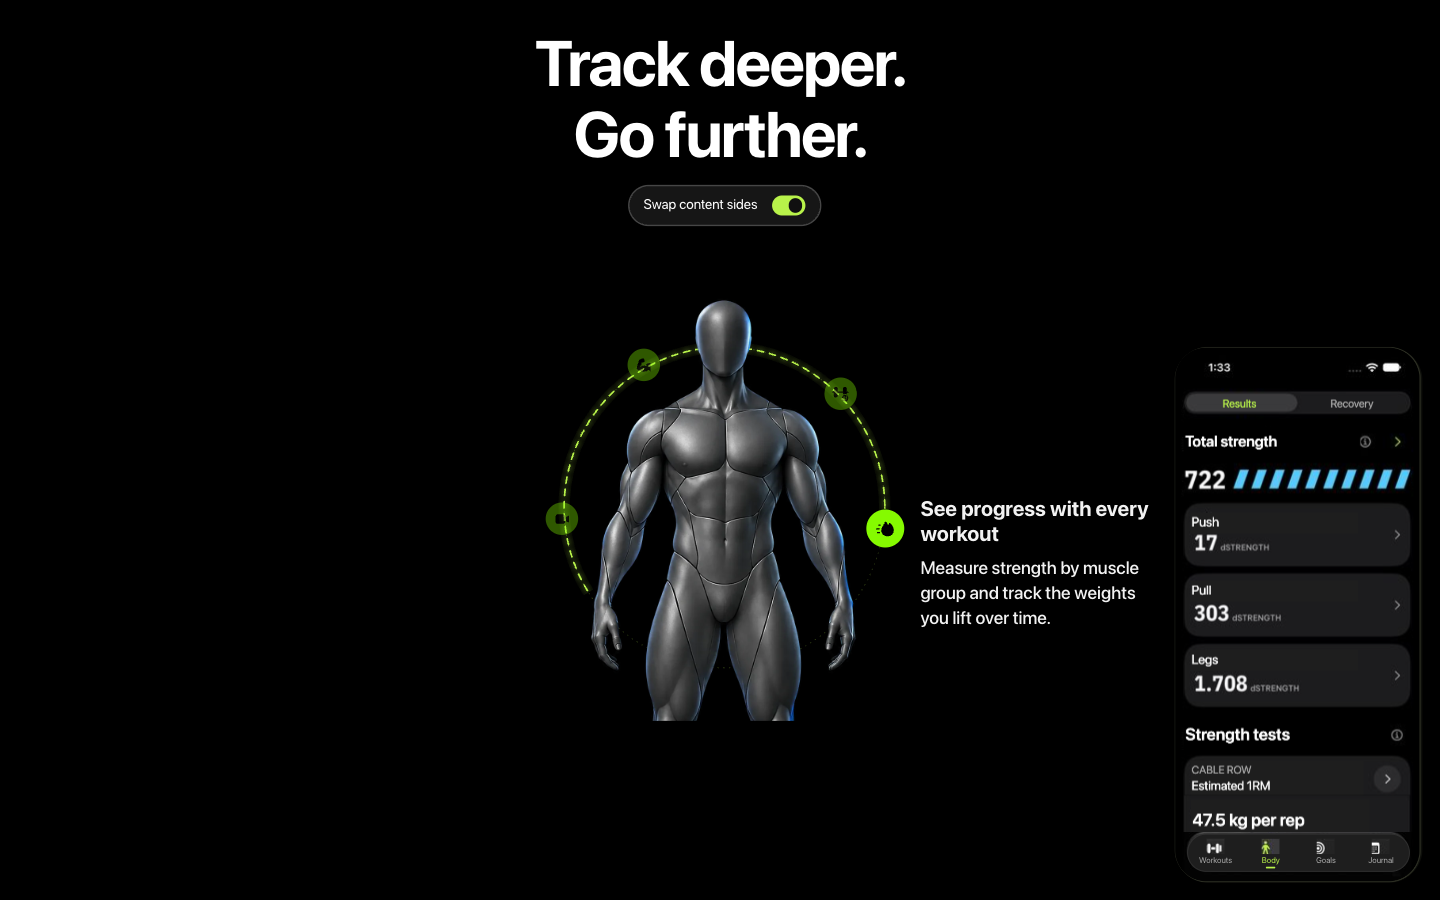 Track deeper.
Go further.
Swap content sides
See progress with every
workout
Measure strength by muscle
group and track the weights
you lift over time.
1:33
Results
Recovery
Total strength
722
Push
17 dSTRENGTH
Pull
303 dSTRENGTH
Legs
1.708 dSTRENGTH
Strength tests
CABLE ROW
Estimated 1RM
47.5 kg per rep
Workouts
Body
Goals
Journal